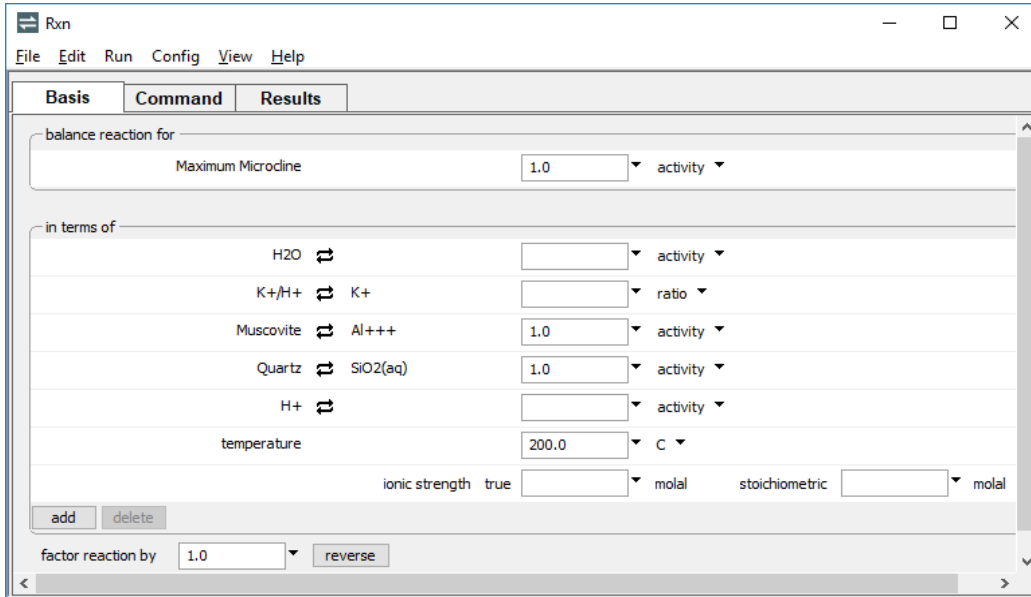 Rxn
File Edit Run Config View Help
Basis Command Results
balance reaction for
Maximum Microcline 1.0 activity
in terms of
H2O activity
K+/H+ K+ ratio
Muscovite Al+++ 1.0 activity
Quartz SiO2(aq) 1.0 activity
H+ activity
temperature 200.0 C
ionic strength true molal stoichiometric molal
add delete
factor reaction by 1.0 reverse